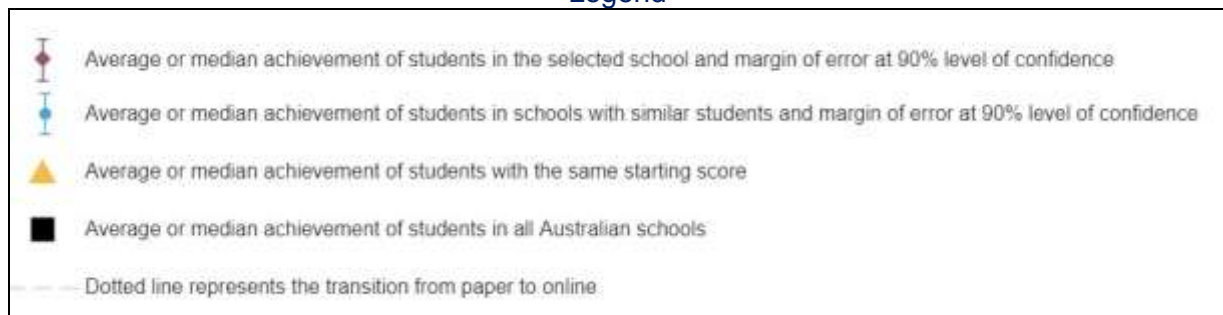 Legend
Average or median achievement of students in the selected school and margin of error at 90% level of confidence
Average or median achievement of students in schools with similar students and margin of error at 90% level of confidence
Average or median achievement of students with the same starting score
Average or median achievement of students in all Australian schools
Dotted line represents the transition from paper to online